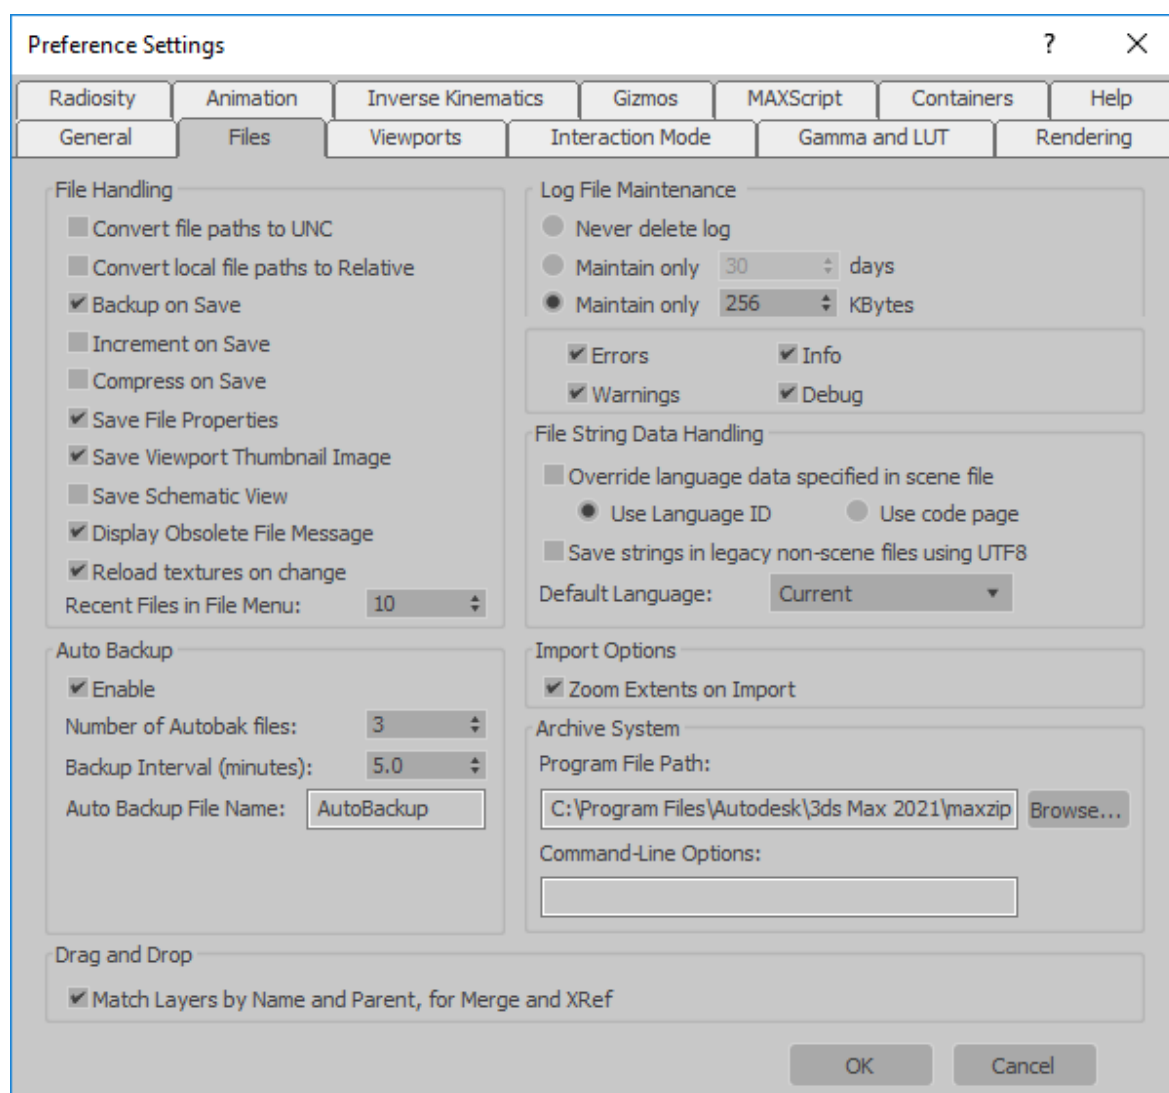 Preference Settings ?
Radiosity Animation Inverse Kinematics Gizmos MAXScript Containers Help
General Files Viewports Interaction Mode Gamma and LUT Rendering
File Handling
Convert file paths to UNC
Convert local file paths to Relative
Backup on Save
Increment on Save
Compress on Save
Save File Properties
Save Viewport Thumbnail Image
Save Schematic View
Display Obsolete File Message
Reload textures on change
Recent Files in File Menu: 10
Auto Backup
Enable
Number of Autobak files: 3
Backup Interval (minutes): 5.0
Auto Backup File Name: AutoBackup
Log File Maintenance
Never delete log
Maintain only 30 days
Maintain only 256 KBytes
Errors Info
Warnings Debug
File String Data Handling
Override language data specified in scene file
Use Language ID Use code page
Save strings in legacy non-scene files using UTF8
Default Language: Current
Import Options
Zoom Extents on Import
Archive System
Program File Path:
C:\Program Files\Autodesk\3ds Max 2021\maxzip Browse...
Command-Line Options:
Drag and Drop
Match Layers by Name and Parent, for Merge and XRef
OK Cancel